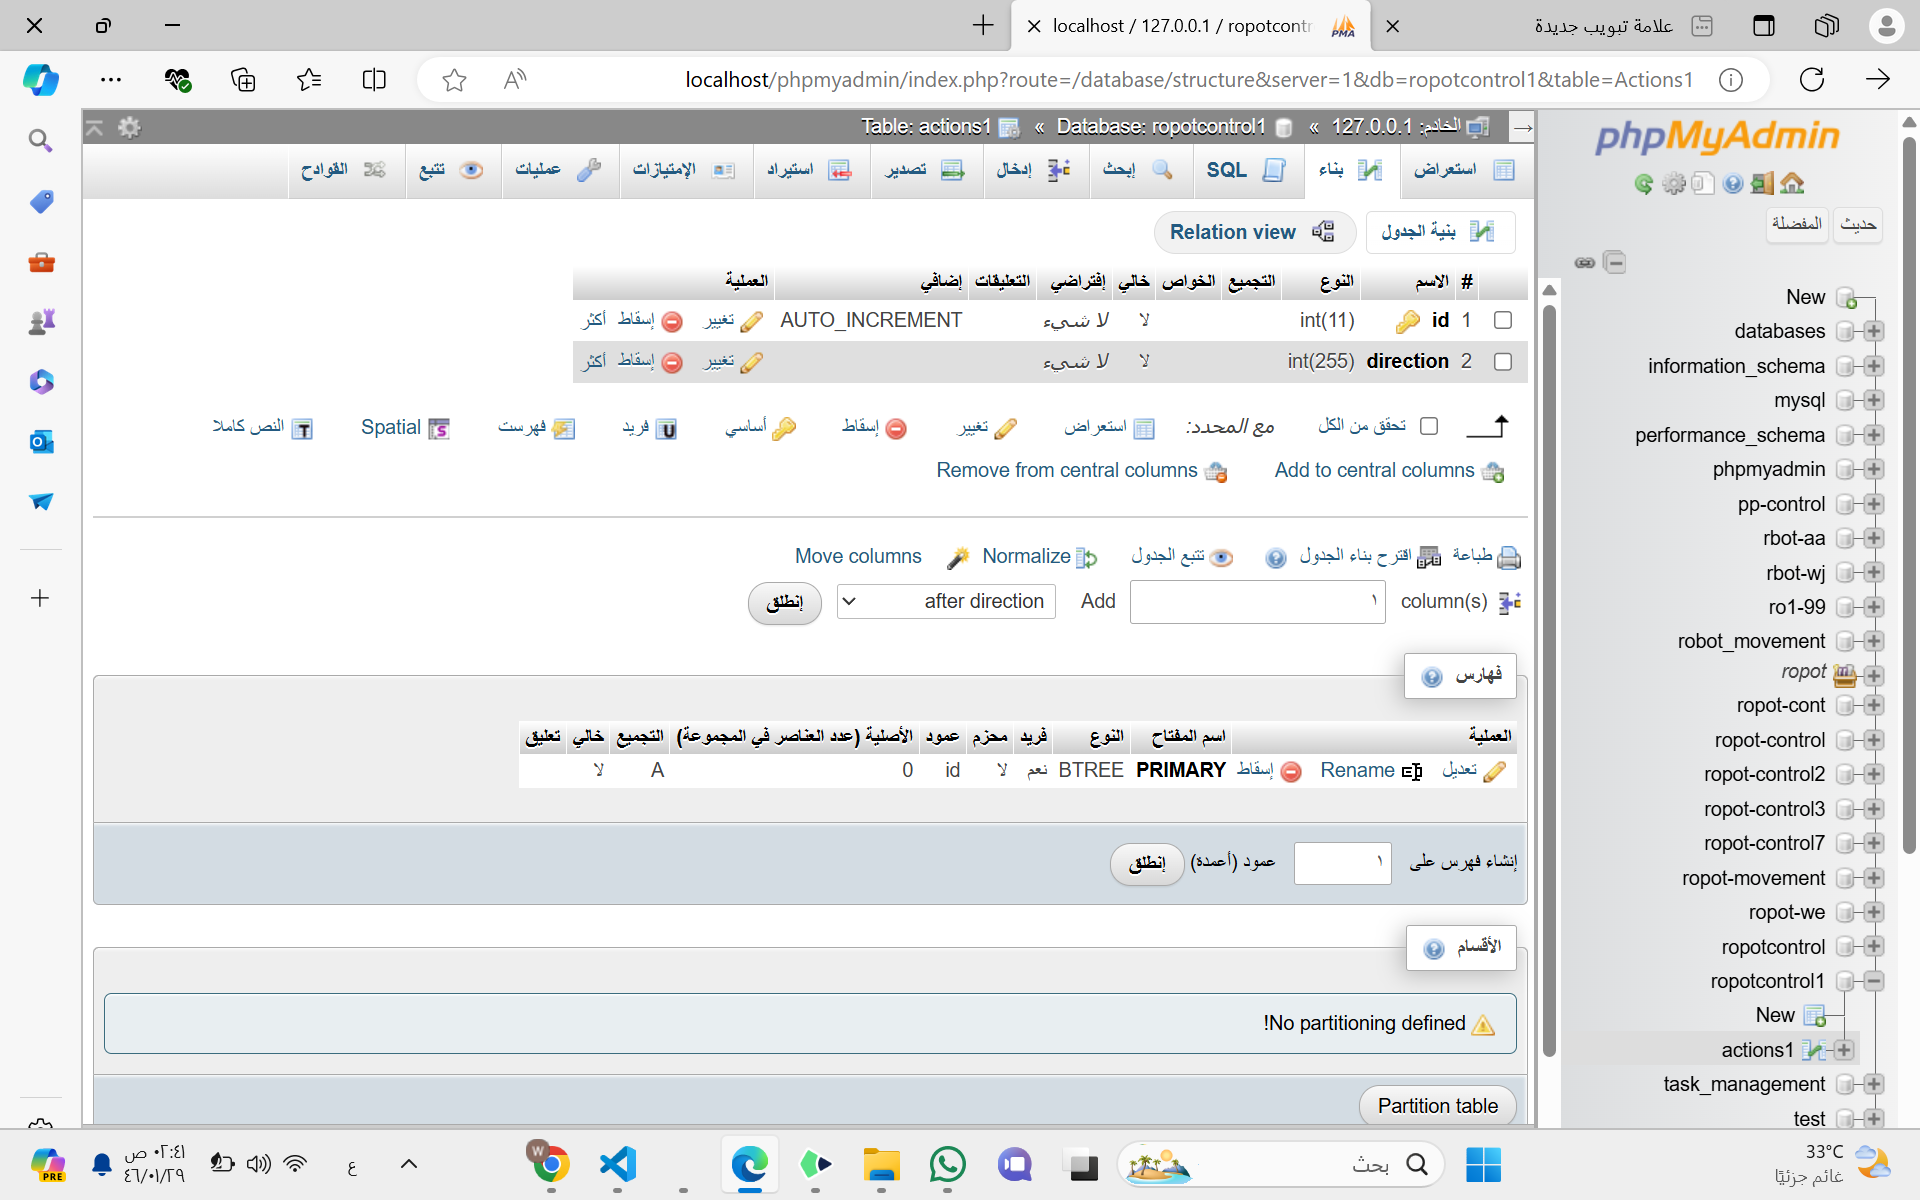 علامة تبويب جديدة
localhost / 127.0.0.1 / ropotcontr
localhost/phpmyadmin/index.php?route=/database/structure&server=1&db=ropotcontrol1&table=Actions1
phpMyAdmin
حديث
المفضلة
New
databases
information_schema
mysql
performance_schema
phpmyadmin
pp-control
rbot-aa
rbot-wj
ro1-99
robot_movement
ropot
ropot-cont
ropot-control
ropot-control2
ropot-control3
ropot-control7
ropot-movement
ropot-we
ropotcontrol
ropotcontrol1
New
actions1
task_management
test
الخادم: 127.0.0.1 » Database: ropotcontrol1 » Table: actions1
استعراض بناء SQL إبحث إدخال تصدير استيراد الإمتيازات عمليات تتبع القوادح
بنية الجدول Relation view
# الاسم النوع التجميع الخواص خالي إفتراضي التعليقات إضافي العملية
1 id int(11) لا لا شيء AUTO_INCREMENT تغيير إسقاط أكثر
2 direction int(255) لا لا شيء تغيير إسقاط أكثر
تحقق من الكل مع المحدد: استعراض تغيير إسقاط أساسي فريد فهرست Spatial النص كاملا
Add to central columns Remove from central columns
طباعة اقترح بناء الجدول تتبع الجدول Normalize Move columns
column(s) ١ Add after direction إنطلق
فهارس
العملية اسم المفتاح النوع فريد محزم عمود الأصلية (عدد العناصر في المجموعة) التجميع خالي تعليق
تعديل Rename إسقاط PRIMARY BTREE نعم لا id 0 A لا
إنشاء فهرس على ١ عمود (أعمدة) إنطلق
الأقسام
!No partitioning defined
Partition table
33°C
غائم جزئيًا
بحث
ع
٠٢:٤١ ص
٤٦/٠١/٢٩
PRE